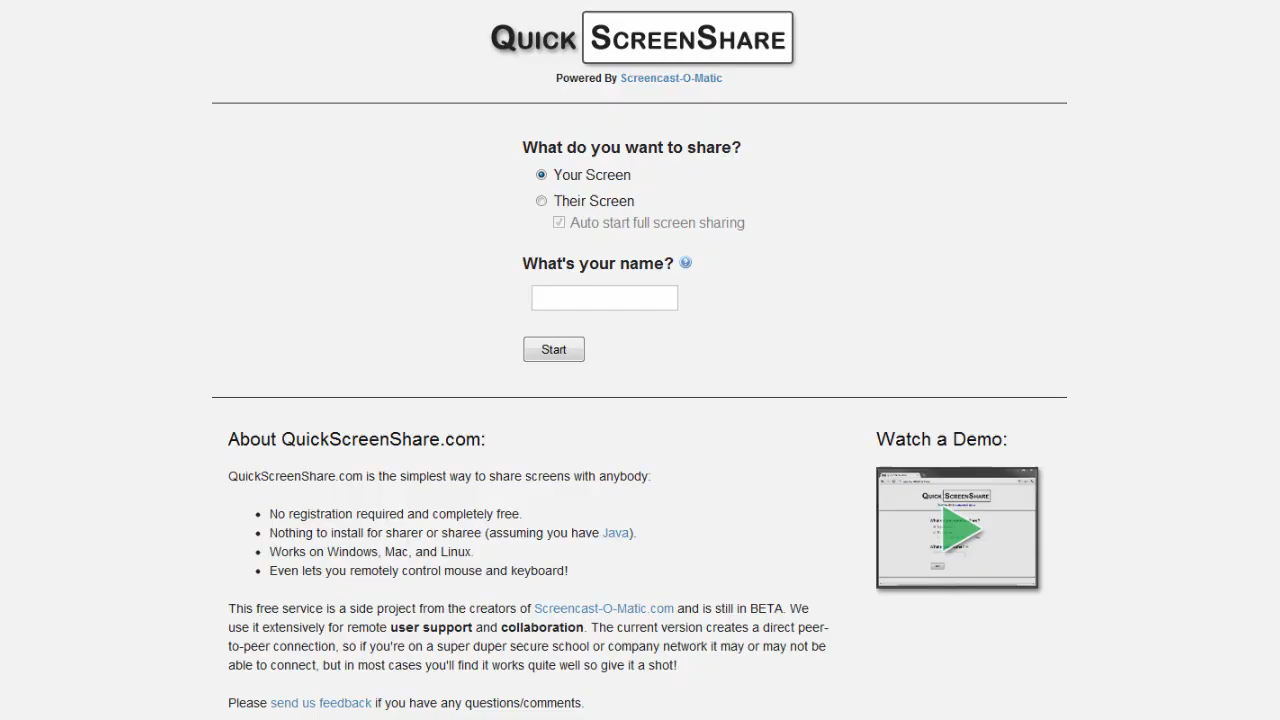 QUICK SCREENSHARE
Powered By Screencast-O-Matic
What do you want to share?
Your Screen
Their Screen
Auto start full screen sharing
What's your name? ?
Start
About QuickScreenShare.com:
QuickScreenShare.com is the simplest way to share screens with anybody:
• No registration required and completely free.
• Nothing to install for sharer or sharee (assuming you have Java).
• Works on Windows, Mac, and Linux.
• Even lets you remotely control mouse and keyboard!
This free service is a side project from the creators of Screencast-O-Matic.com and is still in BETA. We
use it extensively for remote user support and collaboration. The current version creates a direct peer-
to-peer connection, so if you're on a super duper secure school or company network it may or may not be
able to connect, but in most cases you'll find it works quite well so give it a shot!
Please send us feedback if you have any questions/comments.
Watch a Demo:
QUICK SCREENSHARE